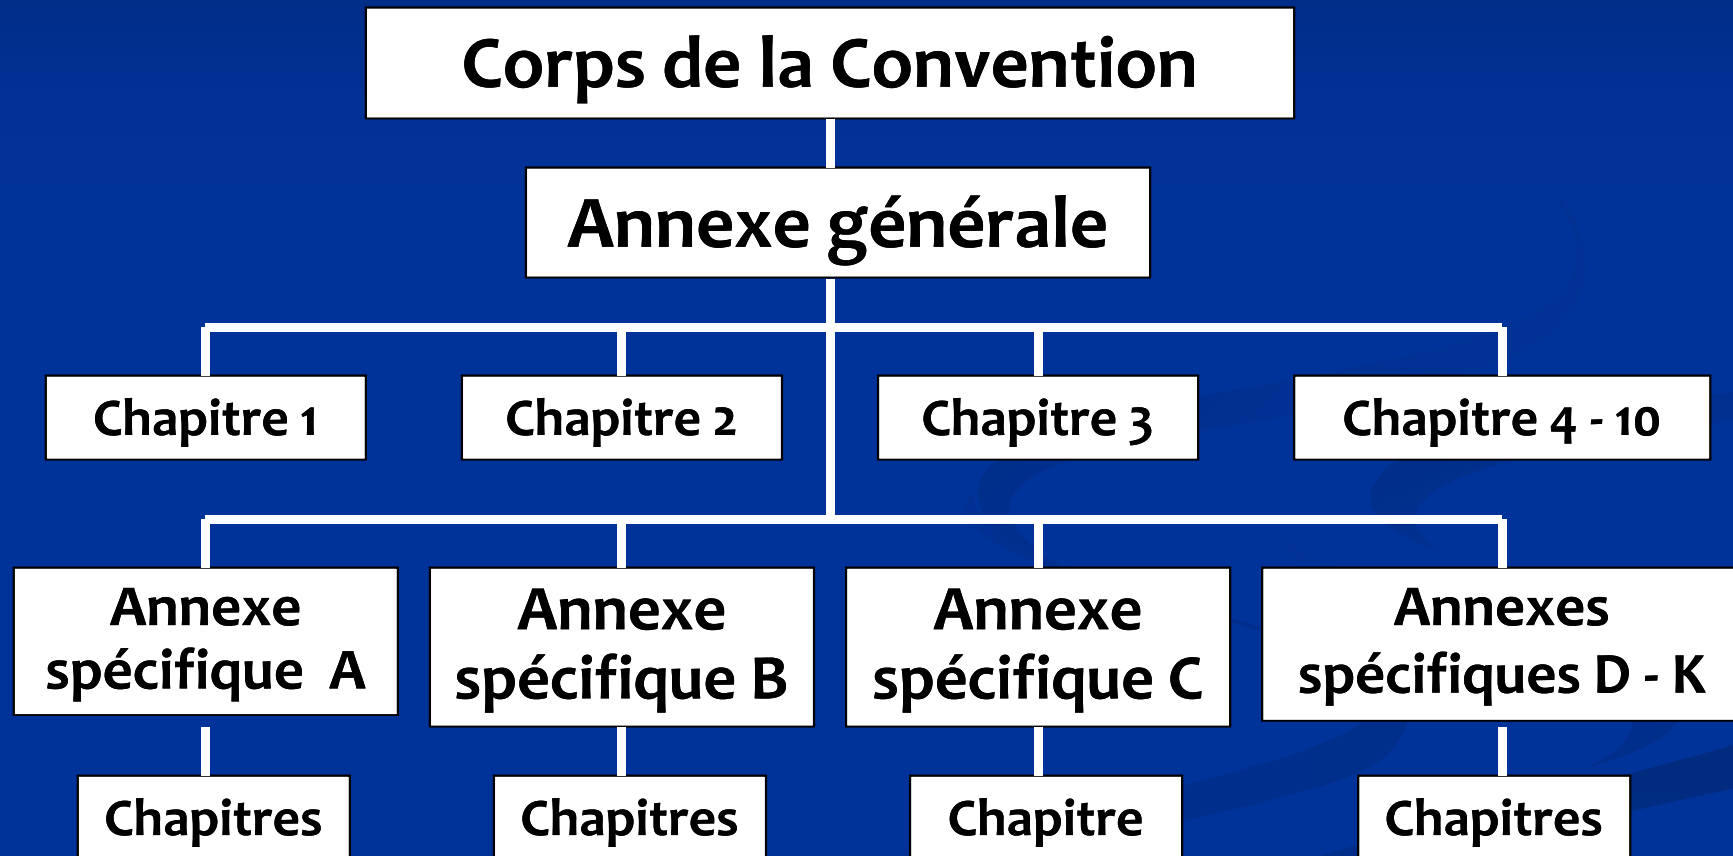 Corps de la Convention
Annexe générale
Chapitre 1
Chapitre 2
Chapitre 3
Chapitre 4 - 10
Annexe
spécifique A
Annexe
spécifique B
Annexe
spécifique C
Annexes
spécifiques D - K
Chapitres
Chapitres
Chapitre
Chapitres